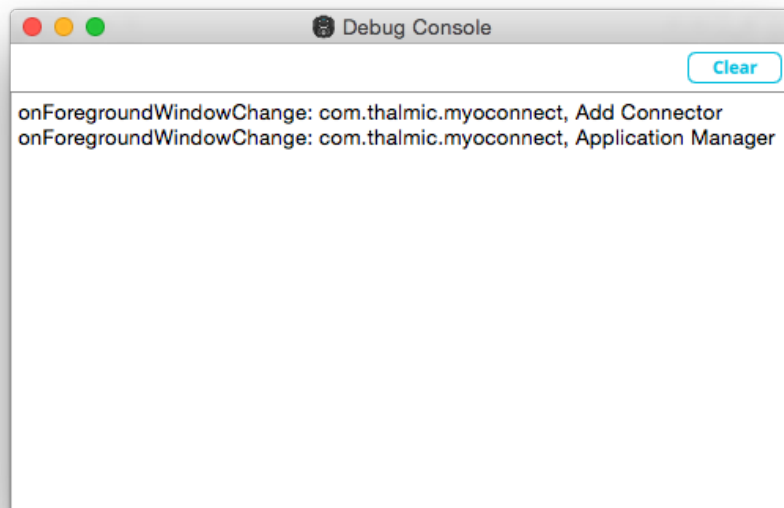 Debug Console
Clear
onForegroundWindowChange: com.thalmic.myoconnect, Add Connector
onForegroundWindowChange: com.thalmic.myoconnect, Application Manager